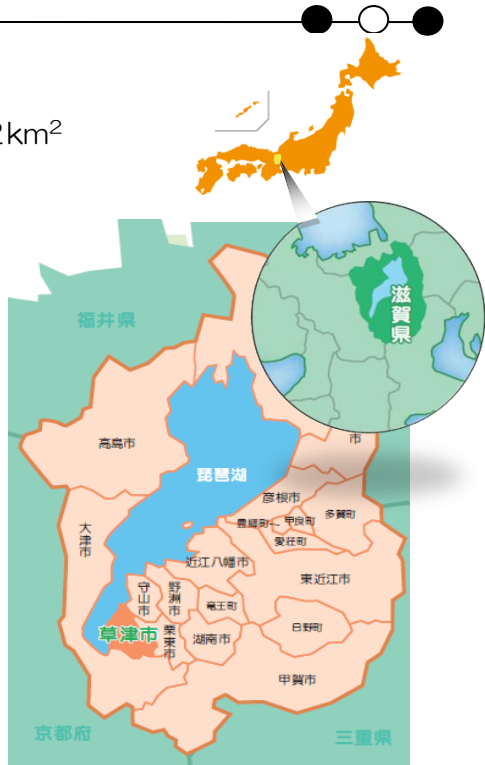 km²
滋賀県
福井県
高島市
琵琶湖
市
大津市
彦根市
多賀町
豊郷町
甲良町
愛荘町
近江八幡市
東近江市
守山市
野洲市
竜王町
日野町
草津市
栗東市
湖南市
甲賀市
京都府
三重県